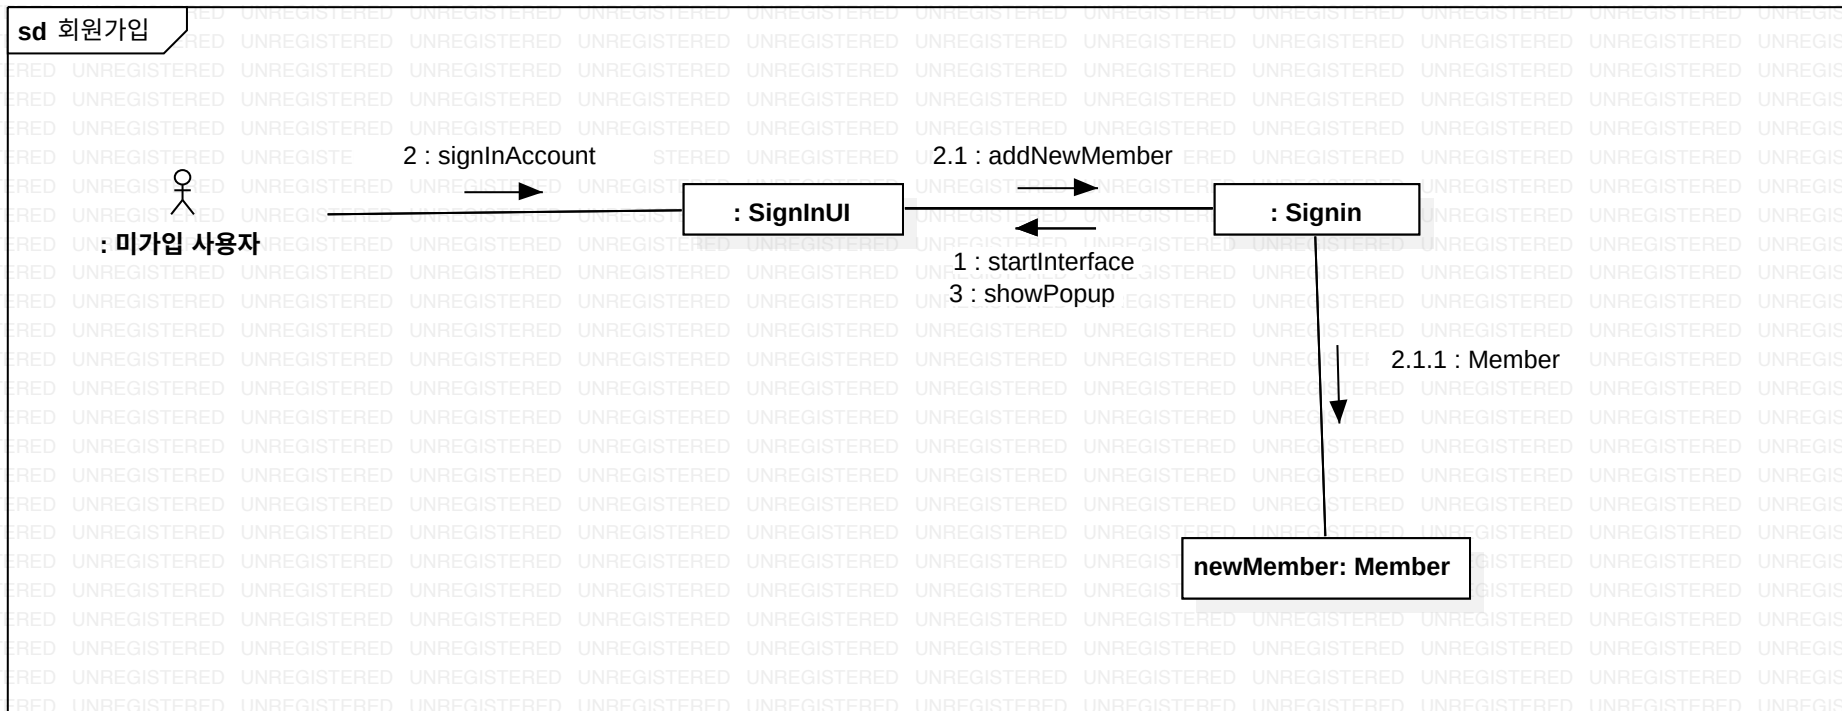 sd 회원가입
2 : signInAccount
2.1 : addNewMember
: SignInUI
: Signin
: 미가입 사용자
1 : startInterface
3 : showPopup
2.1.1 : Member
newMember: Member
UNREGISTERED